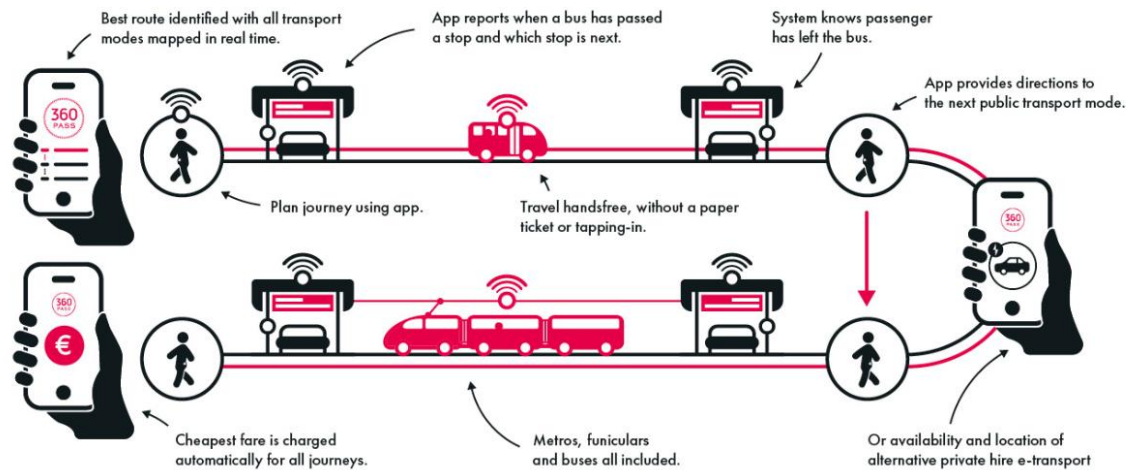 Best route identified with all transport
modes mapped in real time.
App reports when a bus has passed
a stop and which stop is next.
System knows passenger
has left the bus.
App provides directions to
the next public transport mode.
360
PASS
Plan journey using app.
Travel handsfree, without a paper
ticket or tapping-in.
360
360
PASS
€
Cheapest fare is charged
automatically for all journeys.
Metros, funiculars
and buses all included.
Or availability and location of
alternative private hire e-transport